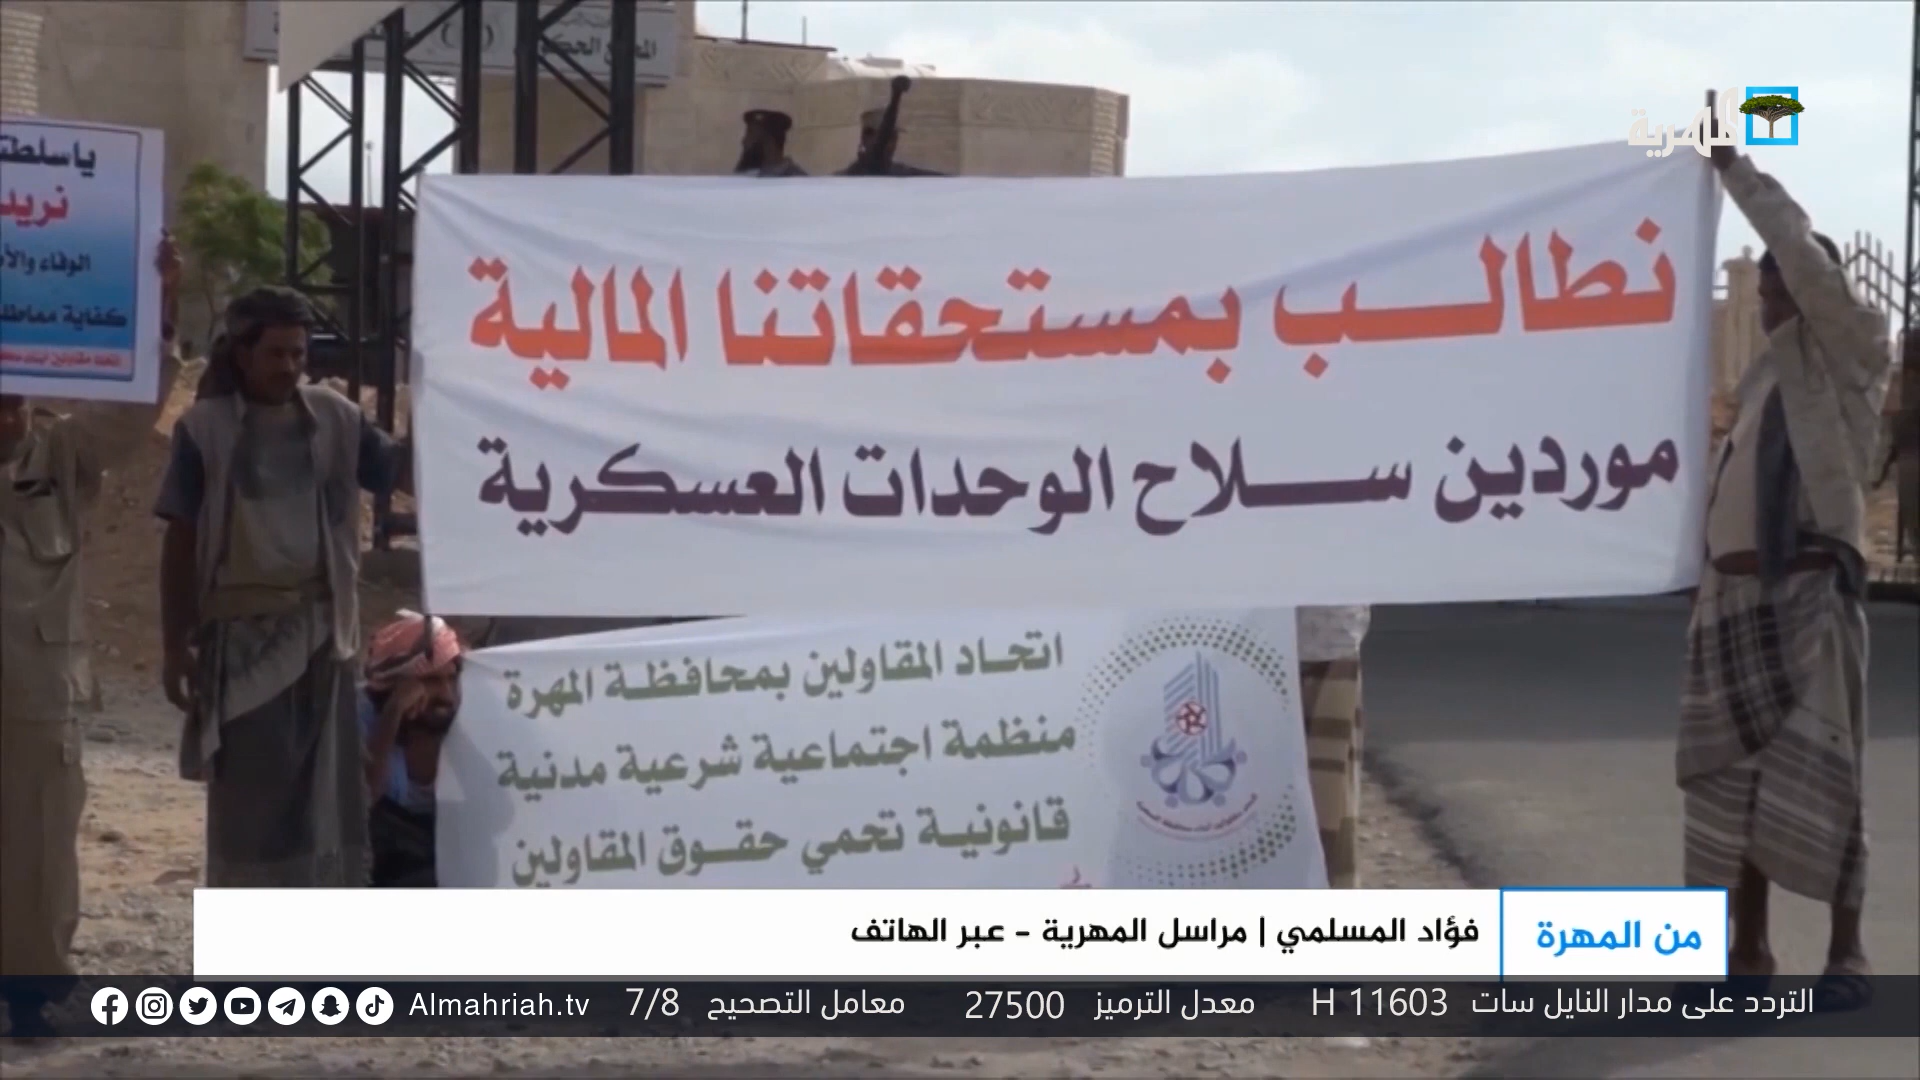 المهرية
ياسلطة
نريد
الوفاء
كفاية
نطالب بمستحقاتنا المالية
موردين سلاح الوحدات العسكرية
اتحاد المقاولين بمحافظة المهرة
منظمة اجتماعية شرعية مدنية
قانونية تحمي حقوق المقاولين
من المهرة
فؤاد المسلمي | مراسل المهرية - عبر الهاتف
التردد على مدار النايل سات H 11603 معدل الترميز 27500 معامل التصحيح 7/8 Almahriah.tv